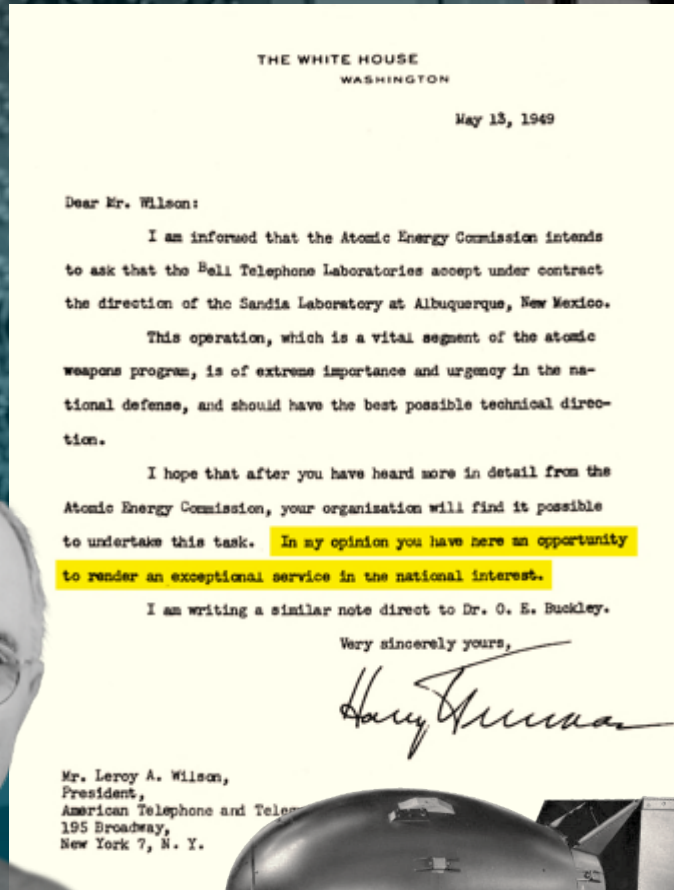 THE WHITE HOUSE
WASHINGTON
May 13, 1949
Dear Mr. Wilson:
I am informed that the Atomic Energy Commission intends
to ask that the Bell Telephone Laboratories accept under contract
the direction of the Sandia Laboratory at Albuquerque, New Mexico.
This operation, which is a vital segment of the atomic
weapons program, is of extreme importance and urgency in the na-
tional defense, and should have the best possible technical direc-
tion.
I hope that after you have heard more in detail from the
Atomic Energy Commission, your organization will find it possible
to undertake this task. In my opinion you have here an opportunity
to render an exceptional service in the national interest.
I am writing a similar note direct to Dr. O. E. Buckley.
Very sincerely yours,
Harry Truman
Mr. Leroy A. Wilson,
President,
American Telephone and
195 Broadway,
New York 7, N. Y.